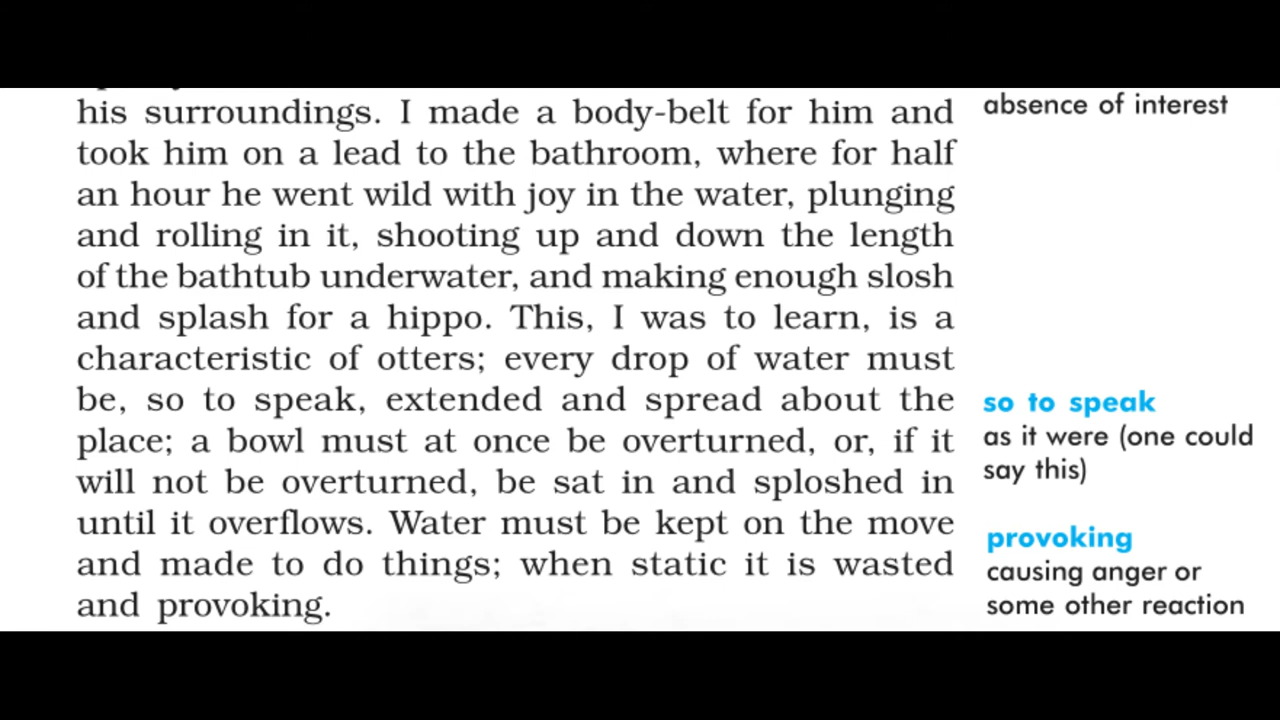 his surroundings. I made a body-belt for him and
took him on a lead to the bathroom, where for half
an hour he went wild with joy in the water, plunging
and rolling in it, shooting up and down the length
of the bathtub underwater, and making enough slosh
and splash for a hippo. This, I was to learn, is a
characteristic of otters; every drop of water must
be, so to speak, extended and spread about the
place; a bowl must at once be overturned, or, if it
will not be overturned, be sat in and sploshed in
until it overflows. Water must be kept on the move
and made to do things; when static it is wasted
and provoking.
absence of interest
so to speak
as it were (one could
say this)
provoking
causing anger or
some other reaction